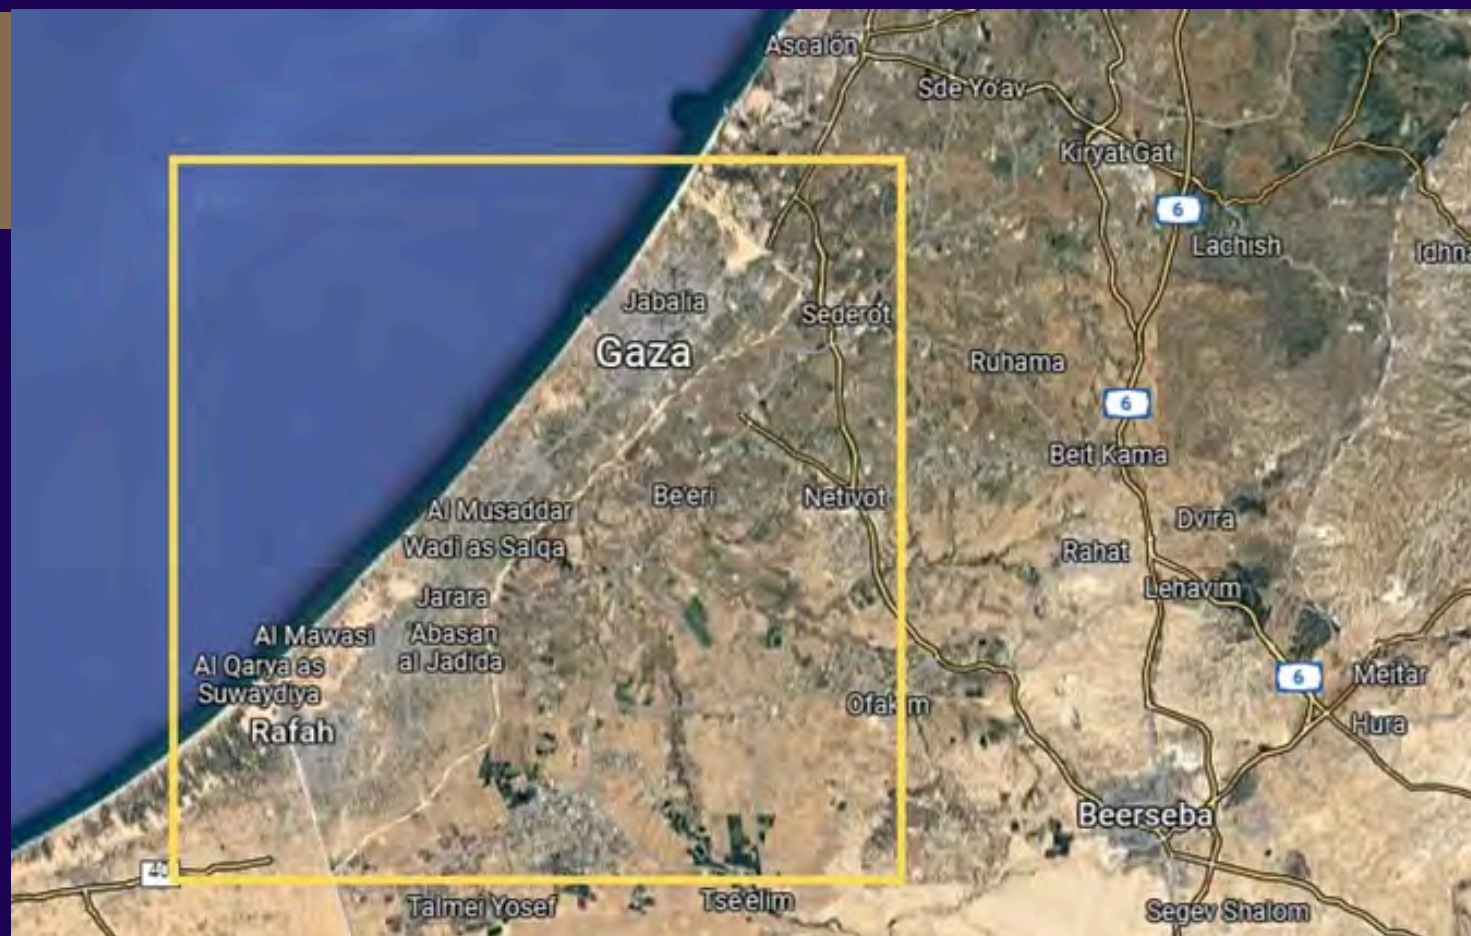 Ascalón
Sde Yo'av
Kiryat Gat
6
Lachish
Idhna
Jabalia
Sederot
Gaza
Ruhama
6
Beit Kama
Be'eri
Netivot
Al Musaddar
Dvira
Wadi as Salqa
Rahat
Lehavim
Jarara
Al Mawasi
Abasan
al Jadida
Al Qarya as
Suwaydiya
6
Meitar
Ofakim
Hura
Rafah
Beerseba
40
Talmei Yosef
Tse'elim
Segev Shalom